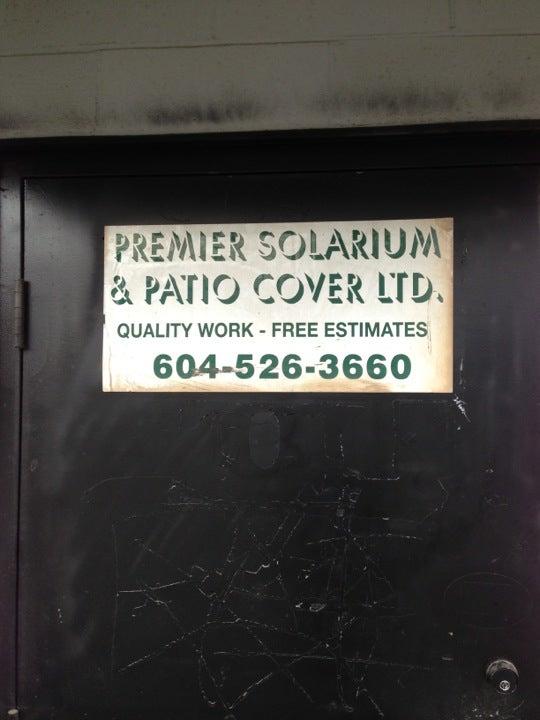 PREMIER SOLARIUM
& PATIO COVER LTD.
QUALITY WORK - FREE ESTIMATES
604-526-3660